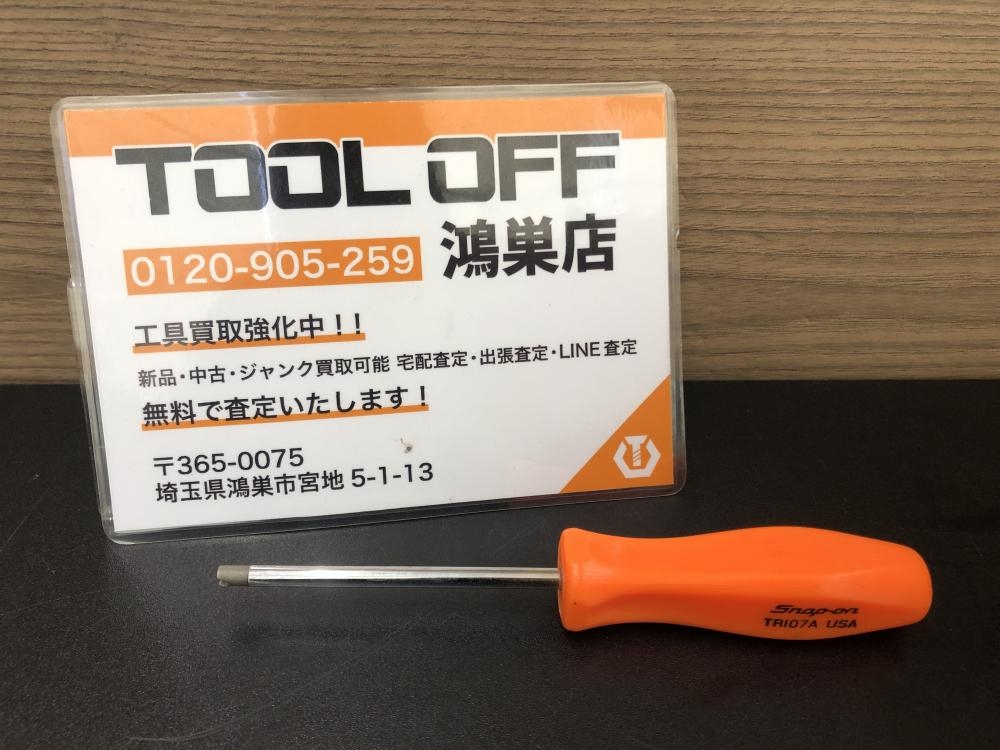 TOOL OFF
0120-905-259 鴻巣店
工具買取強化中！！
新品・中古・ジャンク買取可能 宅配査定・出張査定・LINE査定
無料で査定いたします！
〒365-0075
埼玉県鴻巣市宮地 5-1-13
Snap-on
TR107A USA